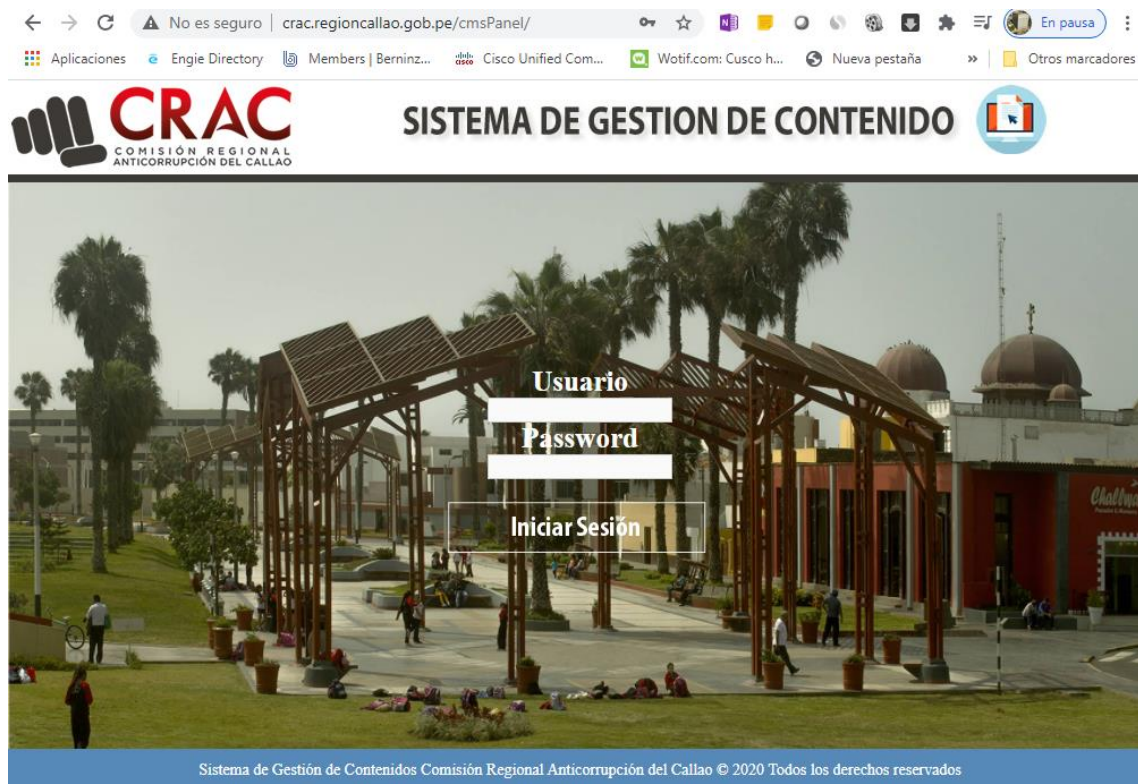 No es seguro | crac.regioncallao.gob.pe/cmsPanel/
En pausa
Aplicaciones Engie Directory Members | Berninz... Cisco Unified Com... Wotif.com: Cusco h... Nueva pestaña » Otros marcadores
CRAC
COMISIÓN REGIONAL
ANTICORRUPCIÓN DEL CALLAO
SISTEMA DE GESTION DE CONTENIDO
Usuario
Password
Iniciar Sesión
Sistema de Gestión de Contenidos Comisión Regional Anticorrupción del Callao © 2020 Todos los derechos reservados